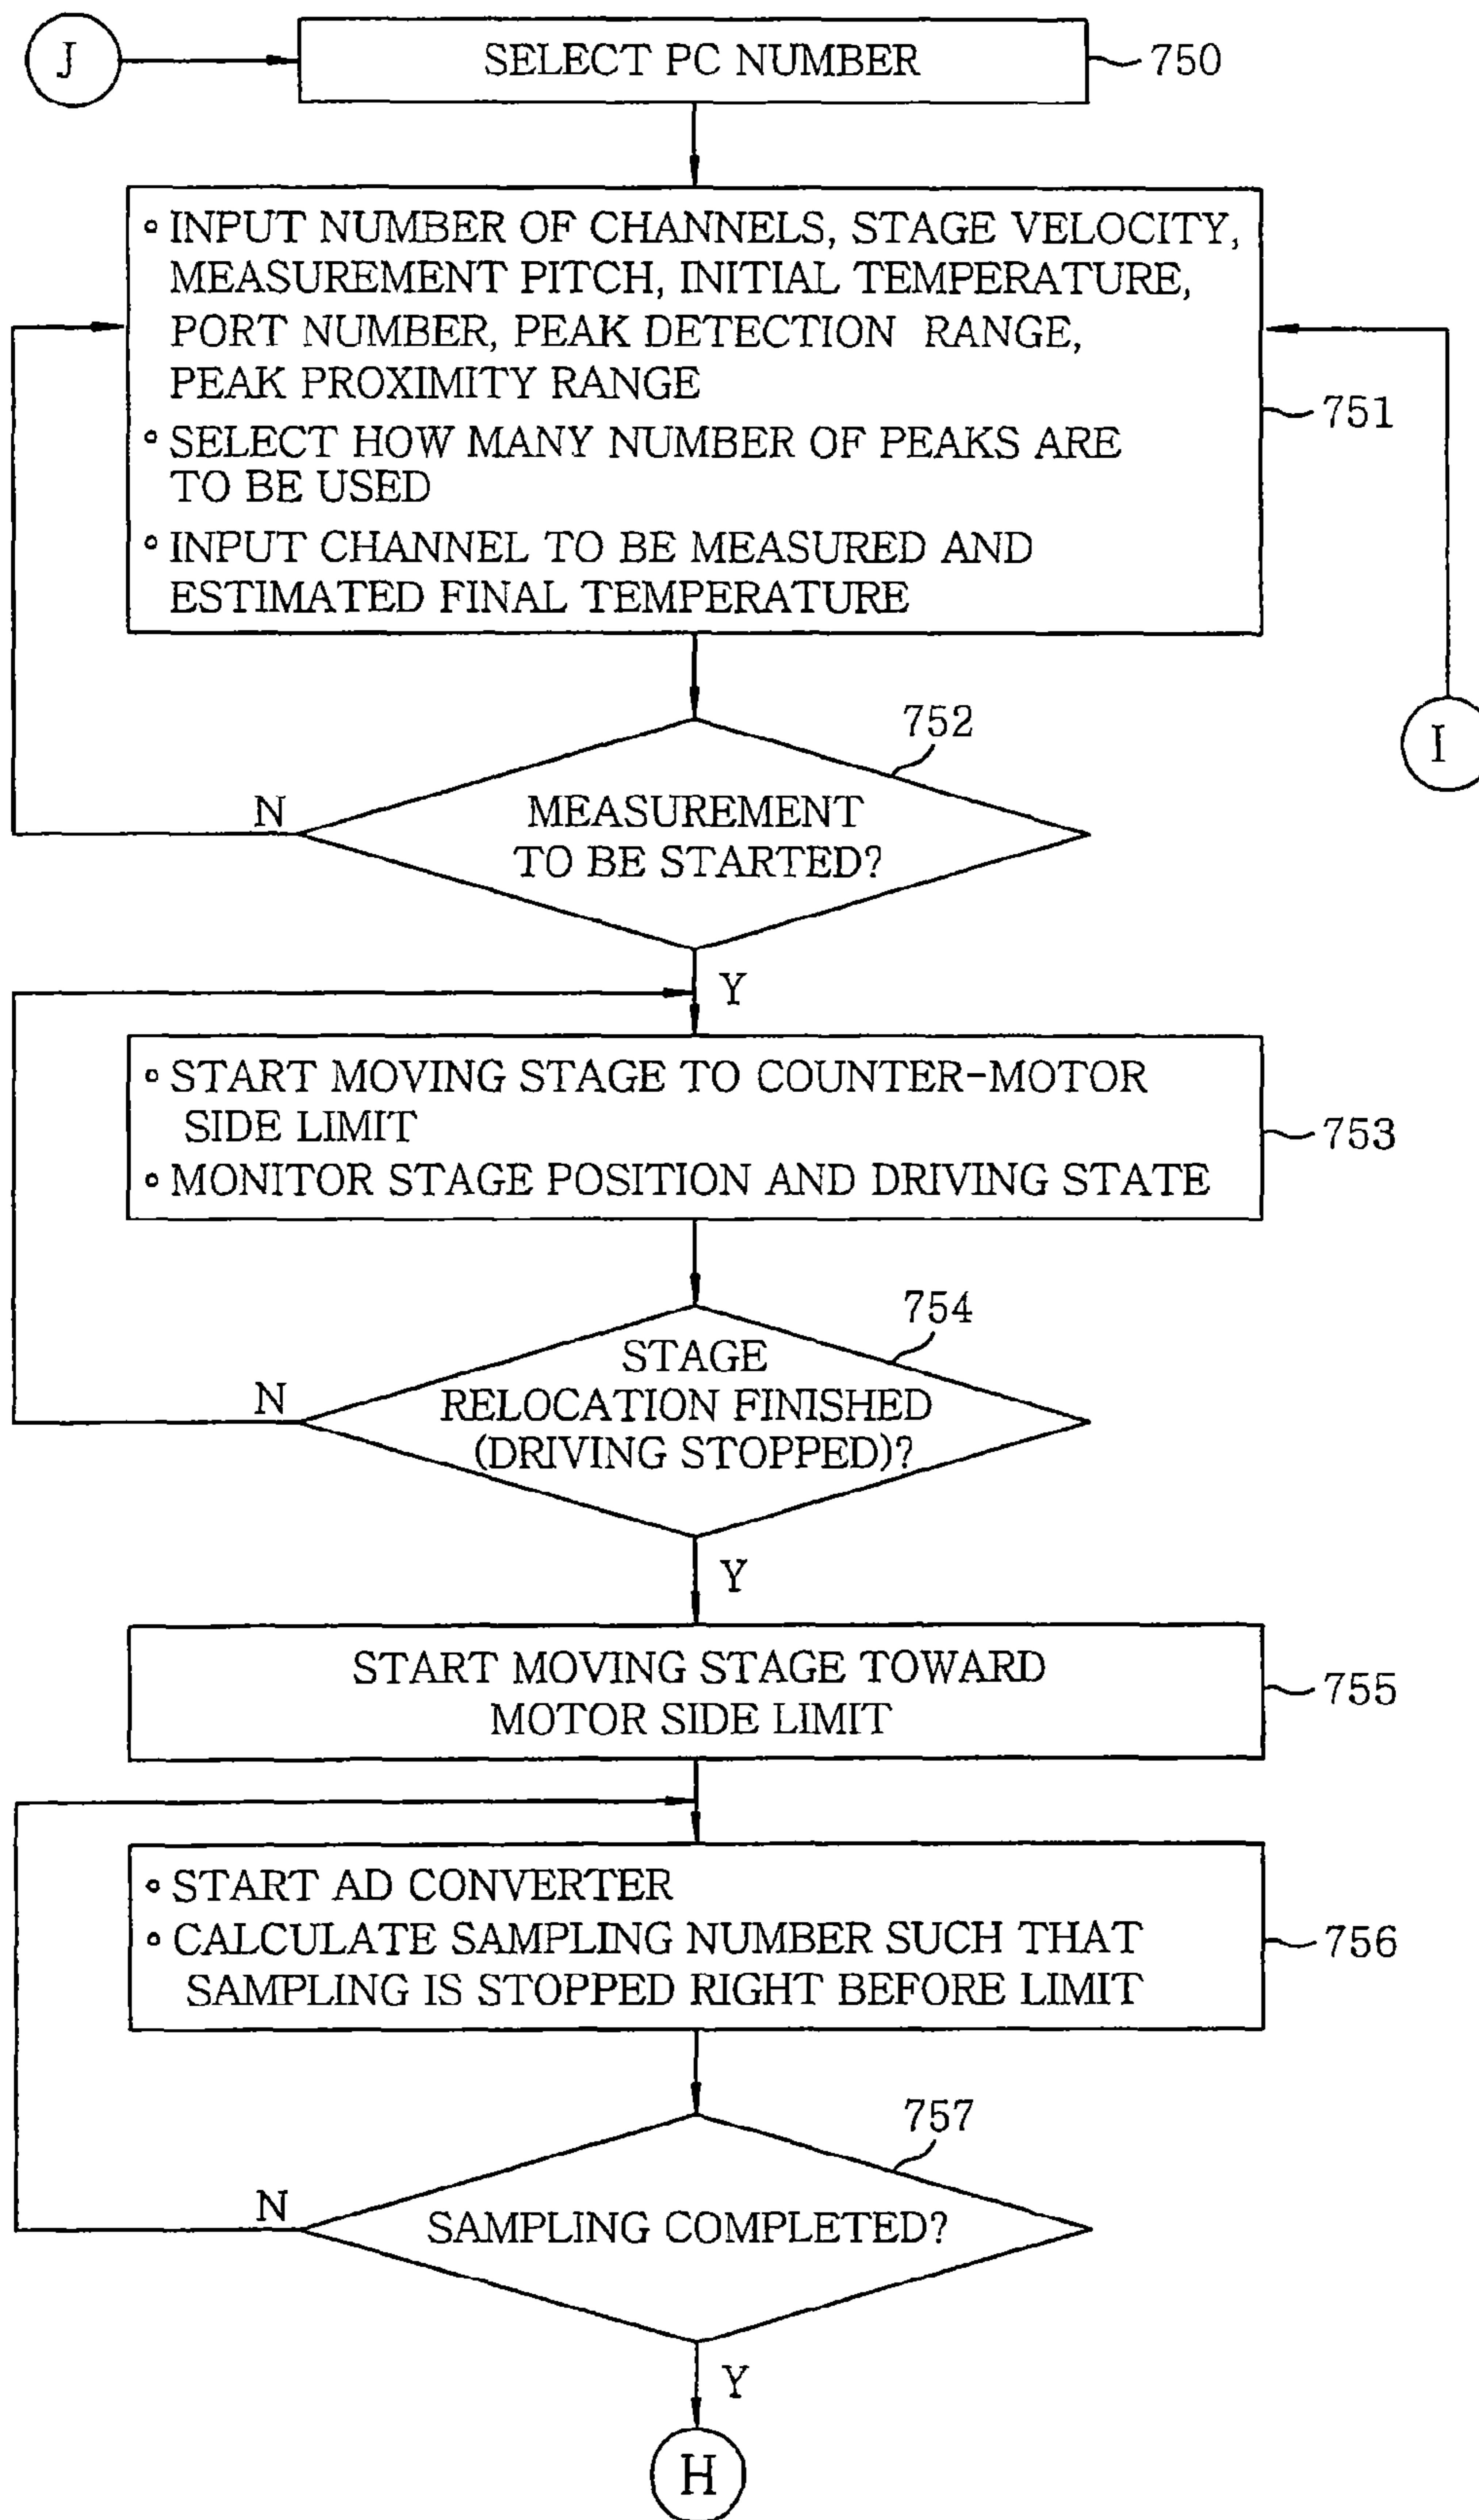 J
SELECT PC NUMBER
750
• INPUT NUMBER OF CHANNELS, STAGE VELOCITY,
MEASUREMENT PITCH, INITIAL TEMPERATURE,
PORT NUMBER, PEAK DETECTION RANGE,
PEAK PROXIMITY RANGE
• SELECT HOW MANY NUMBER OF PEAKS ARE
TO BE USED
• INPUT CHANNEL TO BE MEASURED AND
ESTIMATED FINAL TEMPERATURE
751
I
752
MEASUREMENT
TO BE STARTED?
N
Y
• START MOVING STAGE TO COUNTER-MOTOR
SIDE LIMIT
• MONITOR STAGE POSITION AND DRIVING STATE
753
754
STAGE
RELOCATION FINISHED
(DRIVING STOPPED)?
N
Y
START MOVING STAGE TOWARD
MOTOR SIDE LIMIT
755
• START AD CONVERTER
• CALCULATE SAMPLING NUMBER SUCH THAT
SAMPLING IS STOPPED RIGHT BEFORE LIMIT
756
757
N
SAMPLING COMPLETED?
Y
H